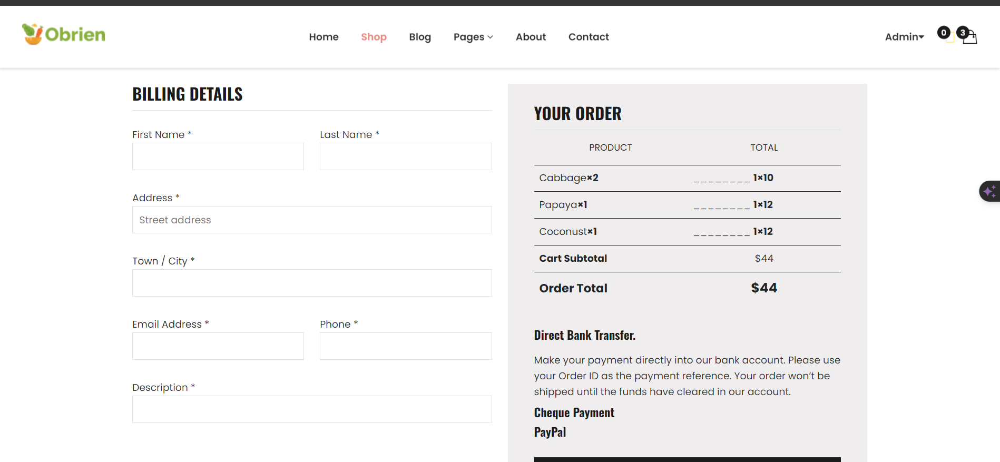 Obrien
Home Shop Blog Pages About Contact
Admin 0 3
BILLING DETAILS
First Name * Last Name *
Address *
Street address
Town / City *
Email Address * Phone *
Description *
YOUR ORDER
PRODUCT TOTAL
Cabbage×2 ________ 1×10
Papaya×1 ________ 1×12
Coconust×1 ________ 1×12
Cart Subtotal $44
Order Total $44
Direct Bank Transfer.
Make your payment directly into our bank account. Please use
your Order ID as the payment reference. Your order won’t be
shipped until the funds have cleared in our account.
Cheque Payment
PayPal